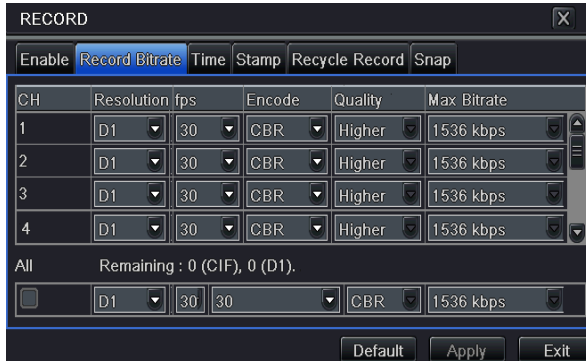 RECORD X
Enable Record Bitrate Time Stamp Recycle Record Snap
CH Resolution fps Encode Quality Max Bitrate
1 D1 30 CBR Higher 1536 kbps
2 D1 30 CBR Higher 1536 kbps
3 D1 30 CBR Higher 1536 kbps
4 D1 30 CBR Higher 1536 kbps
All Remaining : 0 (CIF), 0 (D1).
D1 30 30 CBR 1536 kbps
Default Apply Exit